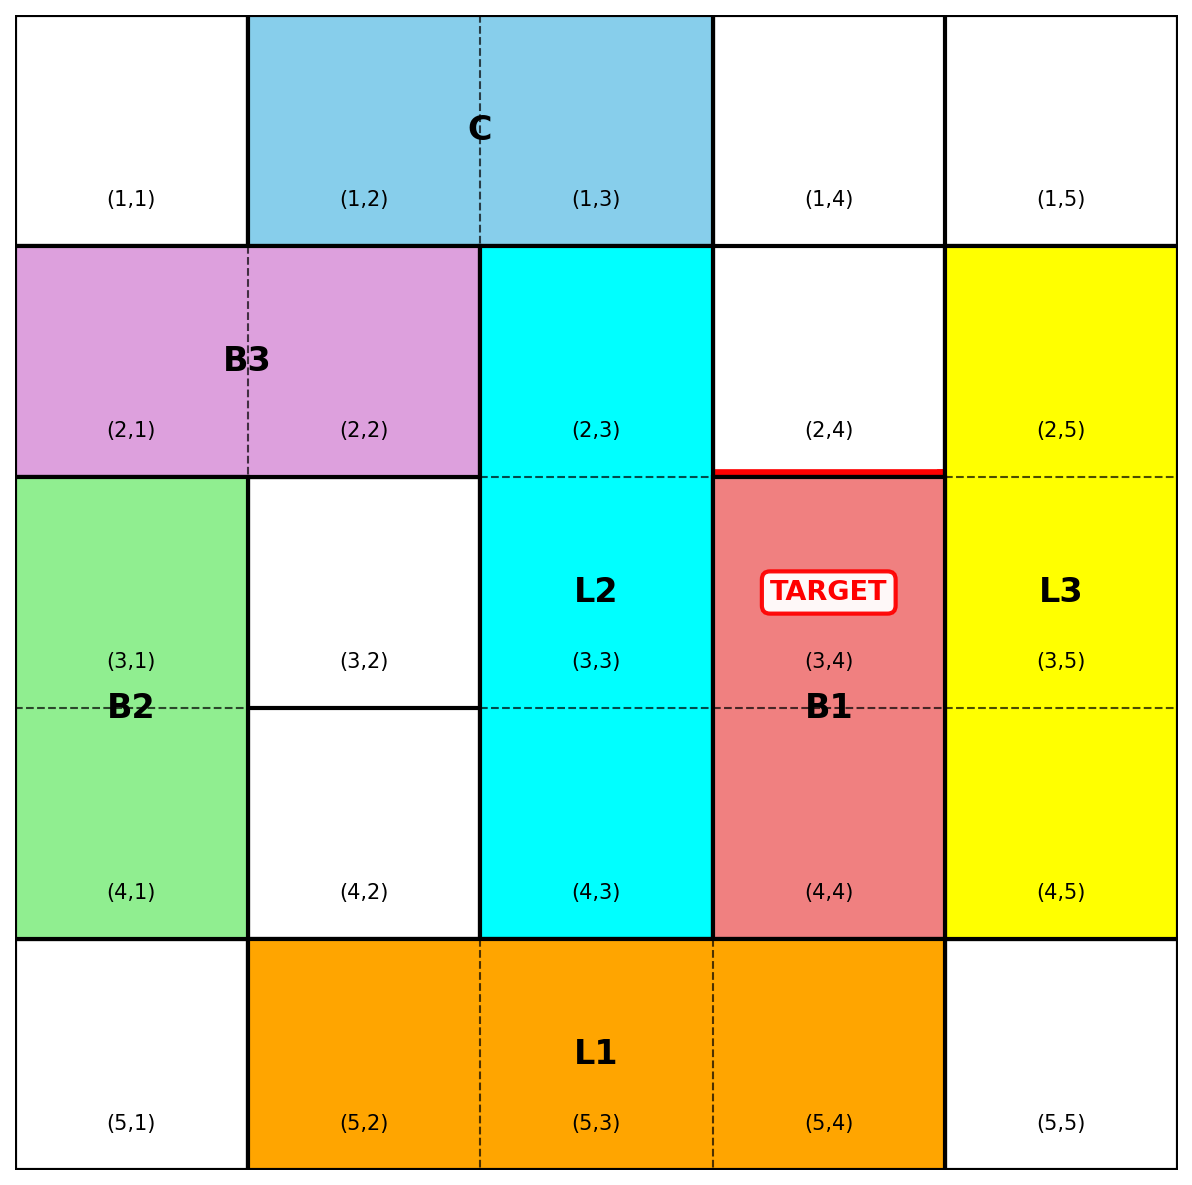 C
(1,1) (1,2) (1,3) (1,4) (1,5)
B3
(2,1) (2,2) (2,3) (2,4) (2,5)
L2 TARGET L3
(3,1) (3,2) (3,3) (3,4) (3,5)
B2 B1
(4,1) (4,2) (4,3) (4,4) (4,5)
L1
(5,1) (5,2) (5,3) (5,4) (5,5)